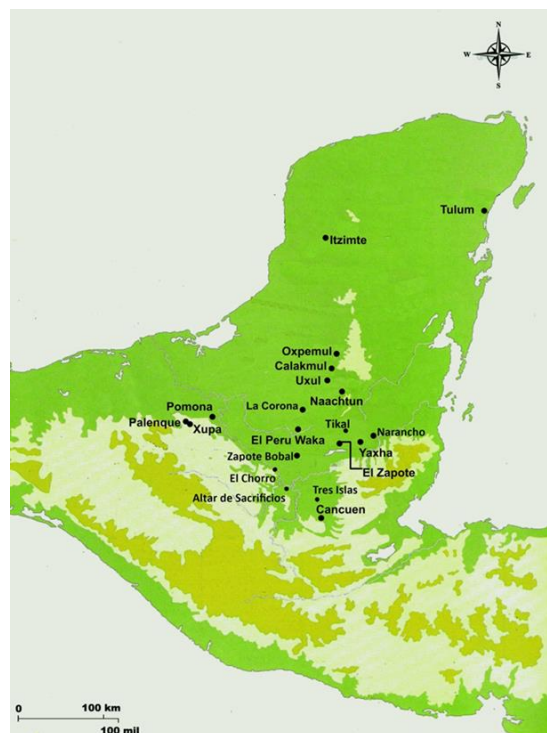 N
W E
S
Tulum
Itzimte
Oxpemul
Calakmul
Uxul
Naachtun
La Corona
Pomona
Palenque
Xupa
Tikal
Narancho
El Peru Waka
Yaxha
Zapote Bobal
El Zapote
El Chorro
Altar de Sacrificios
Tres Islas
Cancuen
0 100 km
100 mil